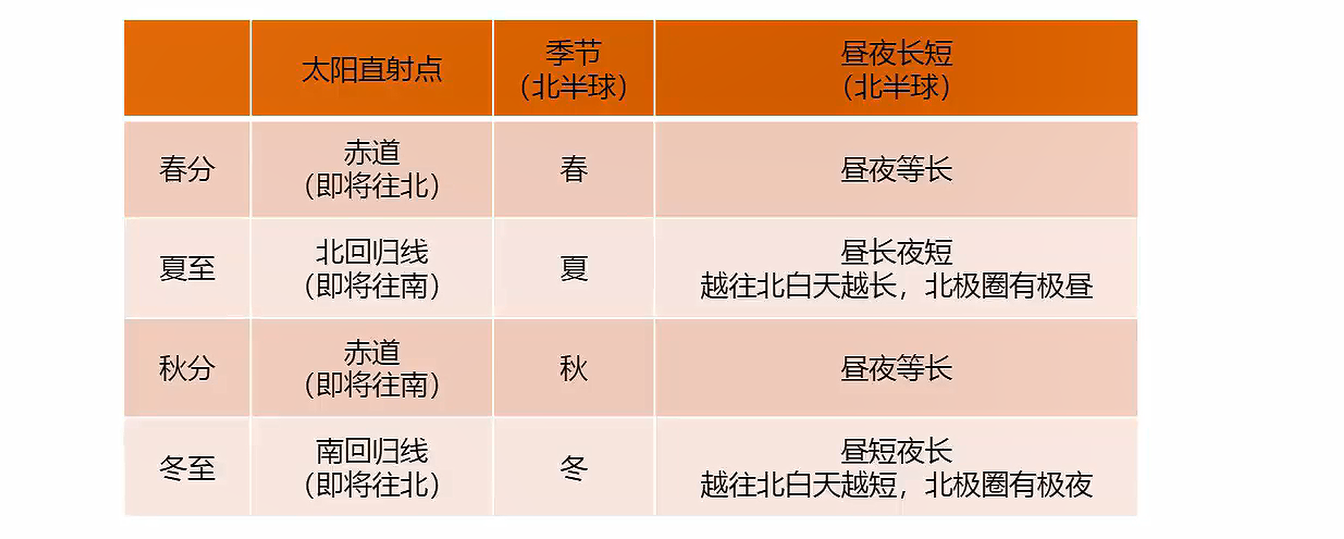 太阳直射点
季节
（北半球）
昼夜长短
（北半球）
春分
赤道
（即将往北）
春
昼夜等长
夏至
北回归线
（即将往南）
夏
昼长夜短
越往北白天越长，北极圈有极昼
秋分
赤道
（即将往南）
秋
昼夜等长
冬至
南回归线
（即将往北）
冬
昼短夜长
越往北白天越短，北极圈有极夜